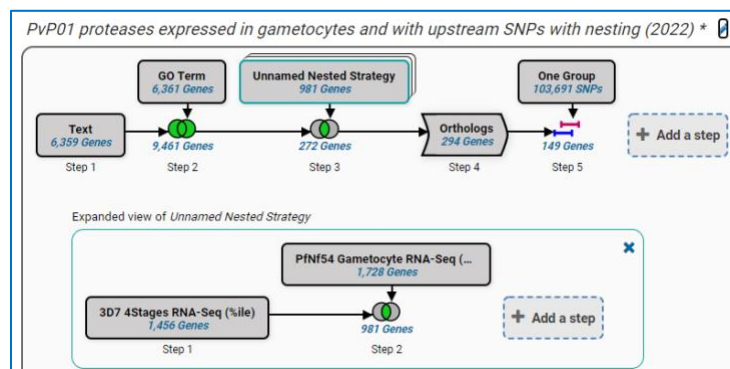 PvP01 proteases expressed in gametocytes and with upstream SNPs with nesting (2022) *
GO Term
6,361 Genes
Unnamed Nested Strategy
981 Genes
One Group
103,691 SNPs
Text
6,359 Genes
9,461 Genes
272 Genes
Orthologs
294 Genes
149 Genes
+ Add a step
Step 1
Step 2
Step 3
Step 4
Step 5
Expanded view of Unnamed Nested Strategy
PfNf54 Gametocyte RNA-Seq (...
1,728 Genes
3D7 4Stages RNA-Seq (%ile)
1,456 Genes
981 Genes
+ Add a step
Step 1
Step 2